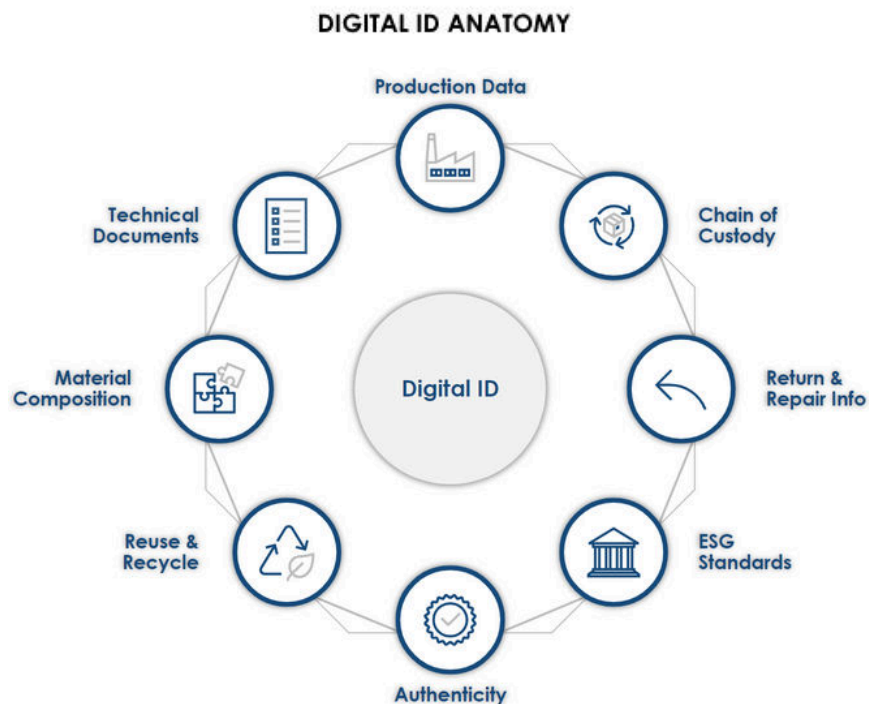 DIGITAL ID ANATOMY
Production Data
Technical
Documents
Chain of
Custody
Material
Composition
Digital ID
Return &
Repair Info
Reuse &
Recycle
ESG
Standards
Authenticity